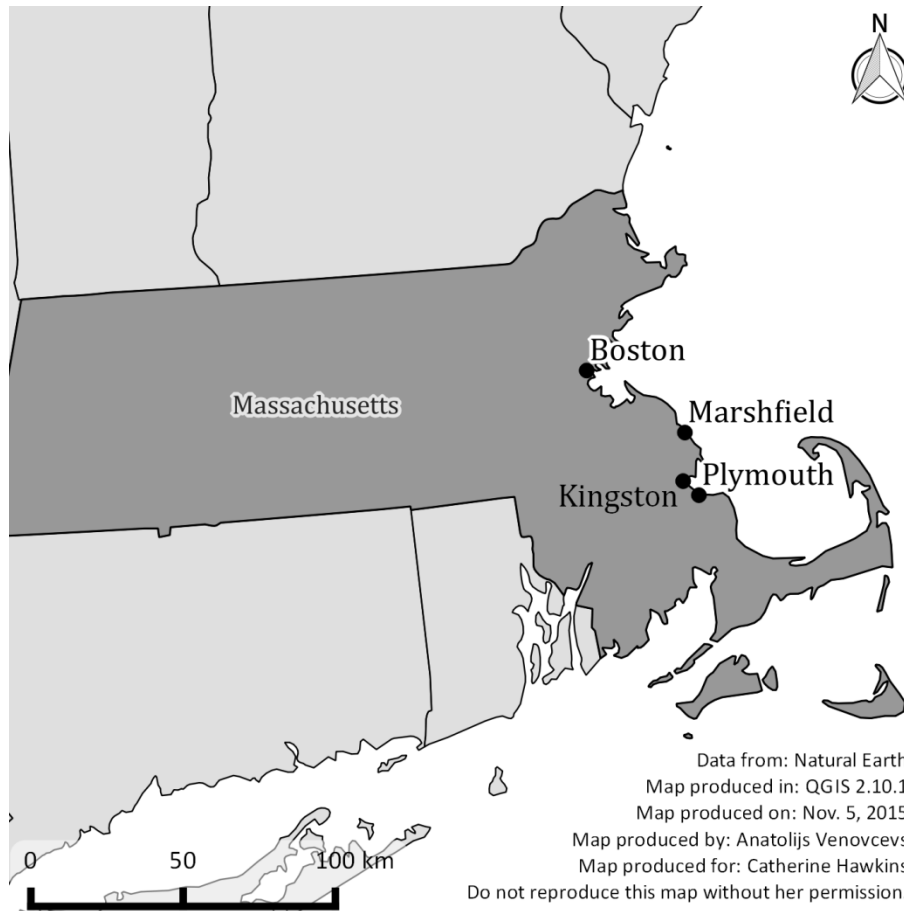 N
Boston
Massachusetts
Marshfield
Plymouth
Kingston
Data from: Natural Earth
Map produced in: QGIS 2.10.1
Map produced on: Nov. 5, 2015
Map produced by: Anatolijs Venovcevs
Map produced for: Catherine Hawkins
Do not reproduce this map without her permission
0 50 100 km